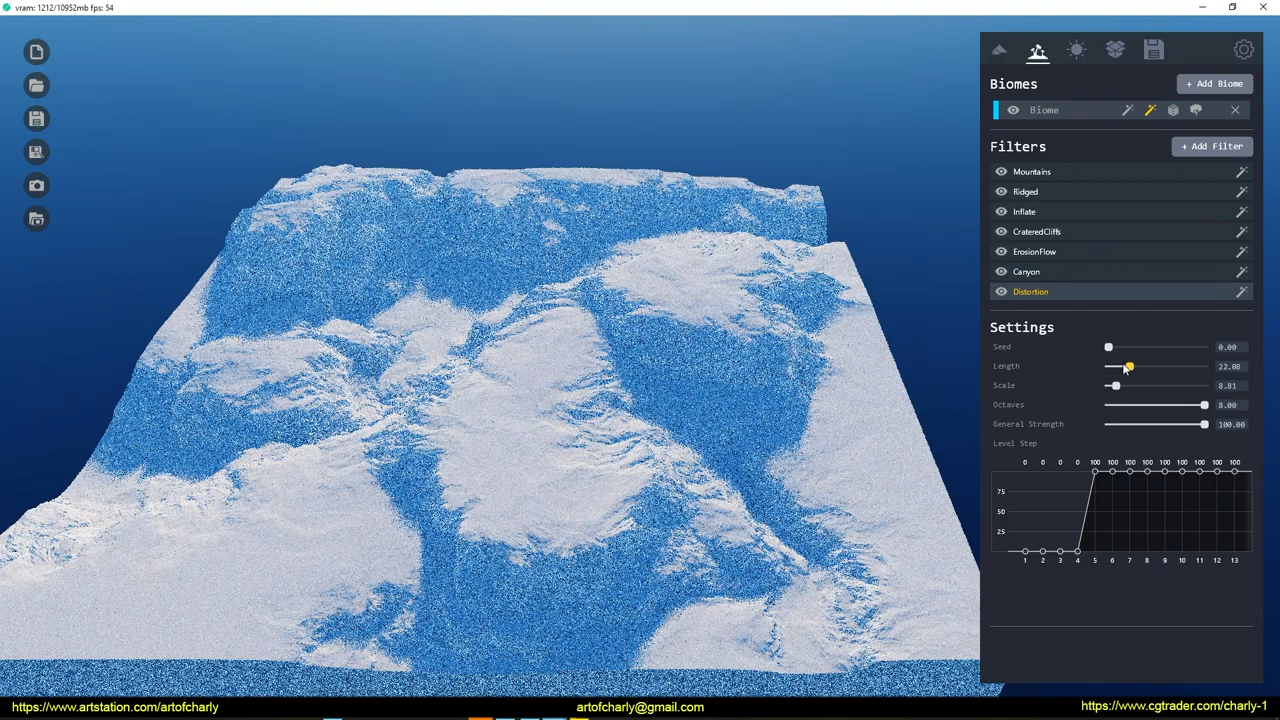 vram: 1212/10952mb fps: 54
Biomes
+ Add Biome
Biome
Filters
+ Add Filter
Mountains
Ridged
Inflate
CrateredCliffs
ErosionFlow
Canyon
Distortion
Settings
Seed 0.00
Length 22.08
Scale 8.81
Octaves 8.00
General Strength 100.00
Level Step
0 0 0 0 100 100 100 100 100 100 100 100 100
75
50
25
1 2 3 4 5 6 7 8 9 10 11 12 13
https://www.artstation.com/artofcharly
artofcharly@gmail.com
https://www.cgtrader.com/charly-1